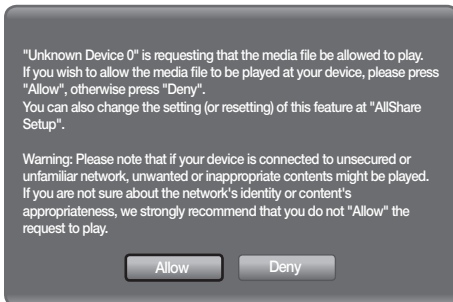 "Unknown Device 0" is requesting that the media file be allowed to play.
If you wish to allow the media file to be played at your device, please press
"Allow", otherwise press "Deny".
You can also change the setting (or resetting) of this feature at "AllShare
Setup".
Warning: Please note that if your device is connected to unsecured or
unfamiliar network, unwanted or inappropriate contents might be played.
If you are not sure about the network's identity or content's
appropriateness, we strongly recommend that you do not "Allow" the
request to play.
Allow Deny